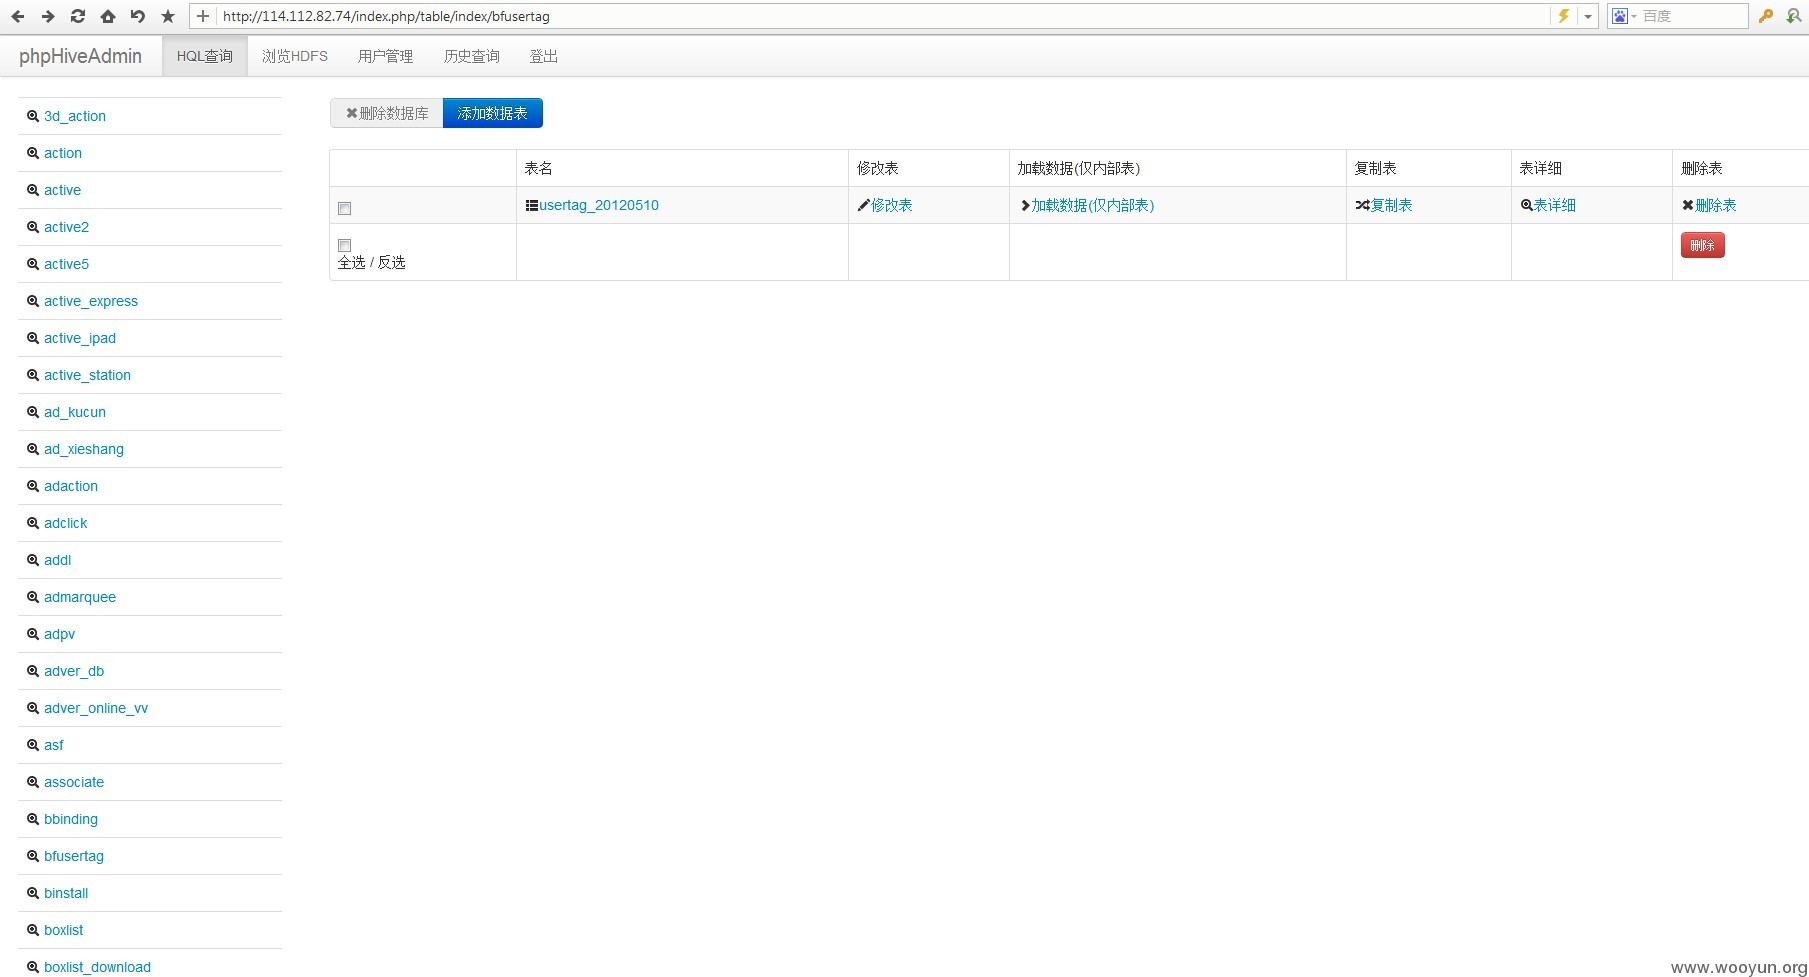 http://114.112.82.74/index.php/table/index/bfusertag
百度
phpHiveAdmin HQL查询 浏览HDFS 用户管理 历史查询 登出
3d_action
action
active
active2
active5
active_express
active_ipad
active_station
ad_kucun
ad_xieshang
adaction
adclick
addl
admarquee
adpv
adver_db
adver_online_vv
asf
associate
bbinding
bfusertag
binstall
boxlist
boxlist_download
删除数据库 添加数据表
表名 修改表 加载数据(仅内部表) 复制表 表详细 删除表
usertag_20120510 修改表 加载数据(仅内部表) 复制表 表详细 删除表
全选 / 反选 删除
www.wooyun.org